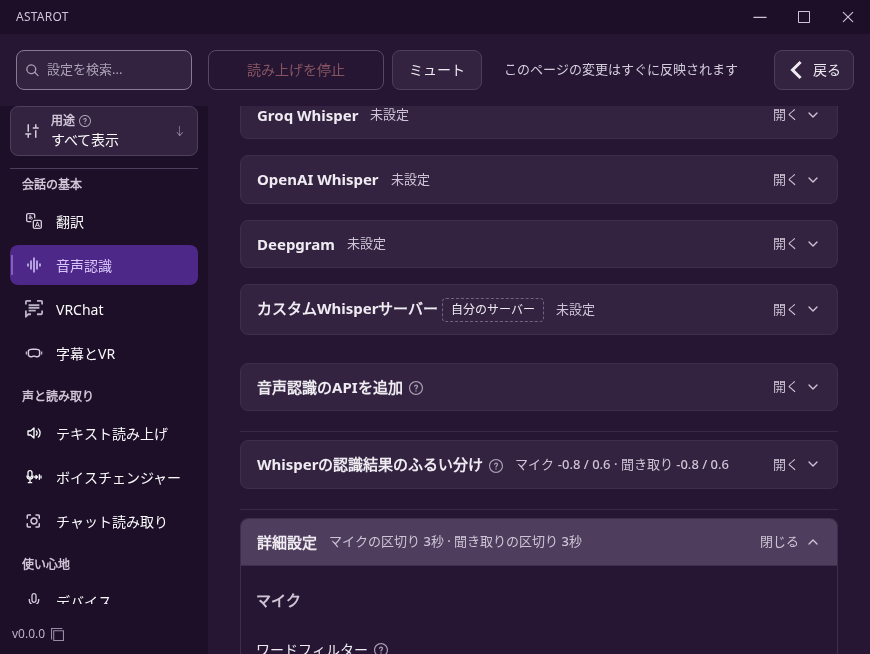 ASTAROT
設定を検索...
読み上げを停止
ミュート
このページの変更はすぐに反映されます
戻る
用途
すべて表示
会話の基本
翻訳
音声認識
VRChat
字幕とVR
声と読み取り
テキスト読み上げ
ボイスチェンジャー
チャット読み取り
使い心地
デバイス
v0.0.0
Groq Whisper 未設定 開く
OpenAI Whisper 未設定 開く
Deepgram 未設定 開く
カスタムWhisperサーバー 自分のサーバー 未設定 開く
音声認識のAPIを追加 開く
Whisperの認識結果のふるい分け マイク -0.8 / 0.6 · 聞き取り -0.8 / 0.6 開く
詳細設定 マイクの区切り 3秒 · 聞き取りの区切り 3秒 閉じる
マイク
ワードフィルター